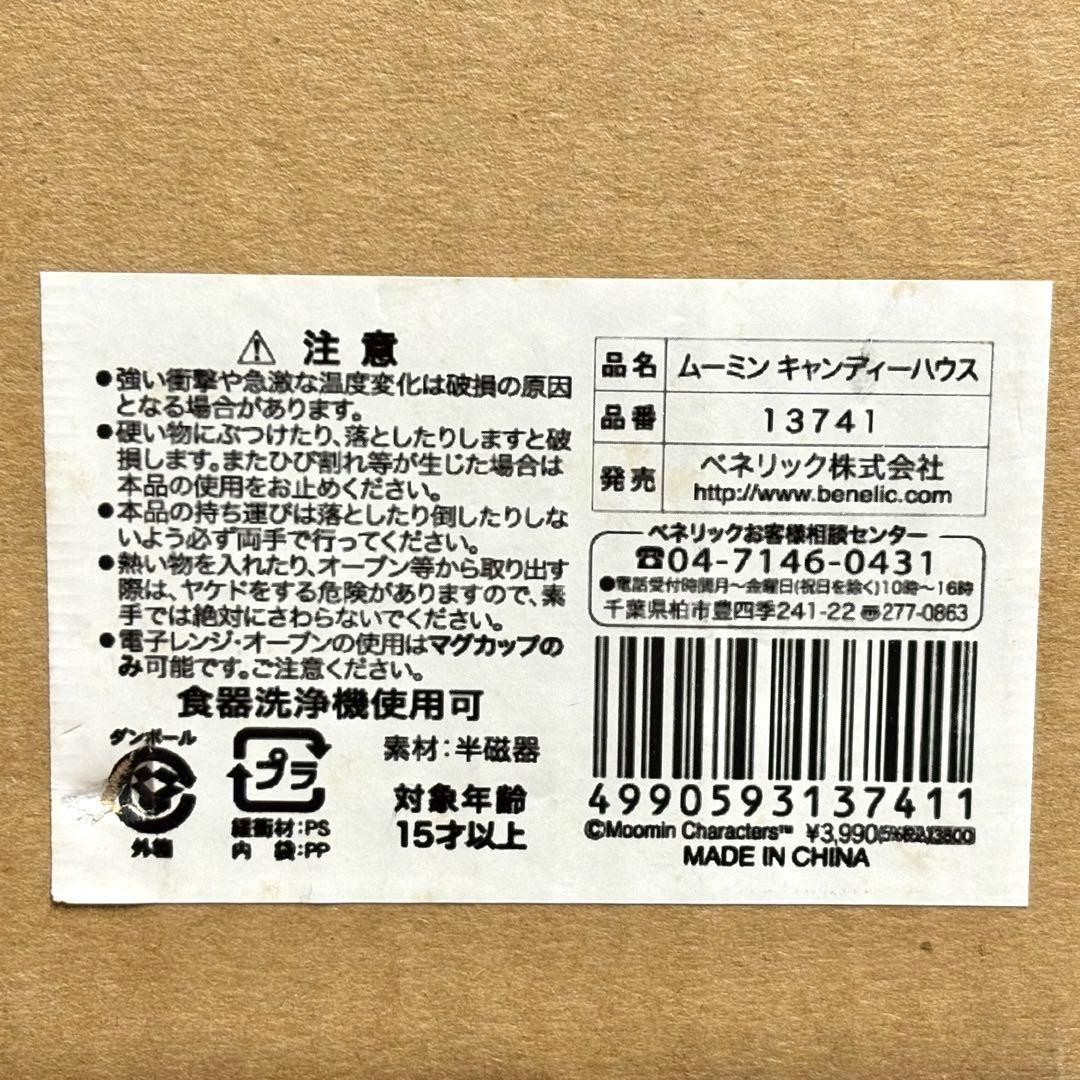 ⚠ 注意
●強い衝撃や急激な温度変化は破損の原因
となる場合があります。
●硬い物にぶつけたり、落としたりしますと破
損します。またひび割れ等が生じた場合は
本品の使用をお止めください。
●本品の持ち運びは落としたり倒したりしな
いよう必ず両手で行ってください。
●熱い物を入れたり、オーブン等から取り出す
際は、ヤケドをする危険がありますので、素
手では絶対にさわらないでください。
●電子レンジ・オーブンの使用はマグカップの
み可能です。ご注意ください。
食器洗浄機使用可
ダンボール
外箱
プラ
緩衝材:PS
内袋:PP
素材:半磁器
対象年齢
15才以上
品名 ムーミン キャンディーハウス
品番 13741
発売 ベネリック株式会社
http://www.benelic.com
ベネリックお客様相談センター
☎04-7146-0431
●電話受付時間月〜金曜日(祝日を除く)10時〜16時
千葉県柏市豊四季241-22 〠277-0863
4990593137411
©Moomin Characters™ ¥3,990(5%税込)(3800)
MADE IN CHINA